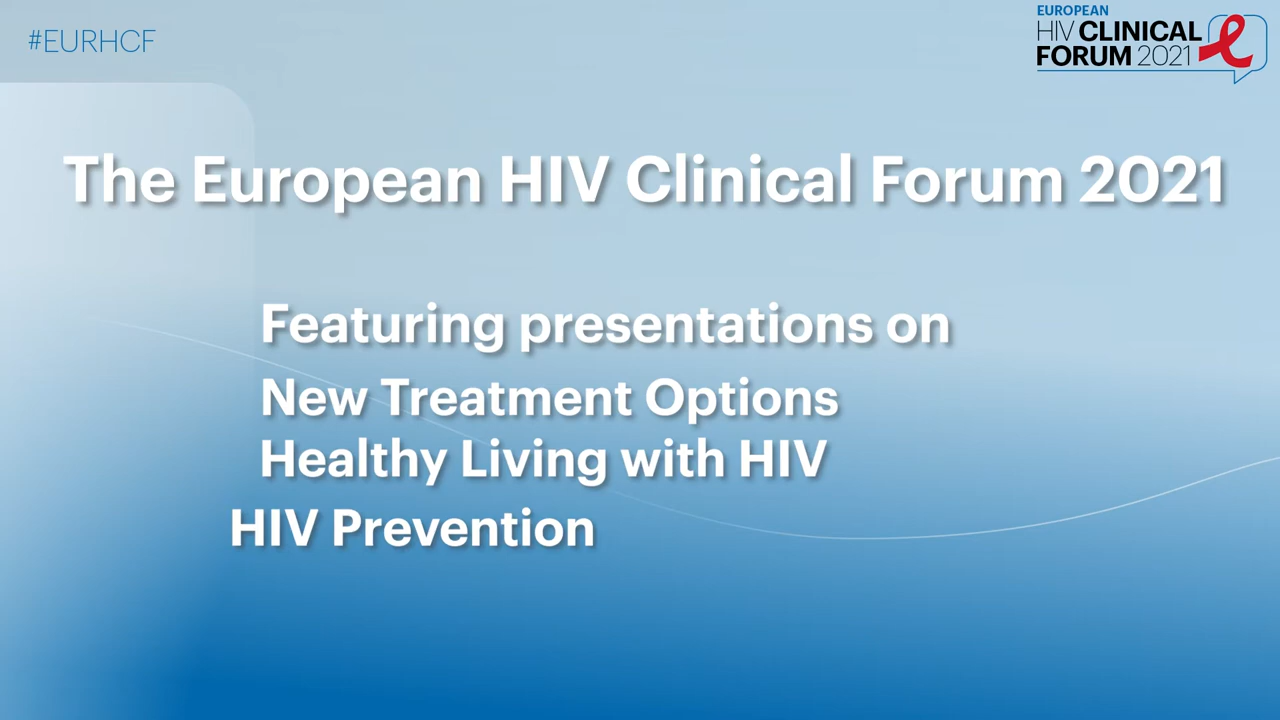 #EURHCF
EUROPEAN
HIV CLINICAL
FORUM 2021
The European HIV Clinical Forum 2021
Featuring presentations on
New Treatment Options
Healthy Living with HIV
HIV Prevention